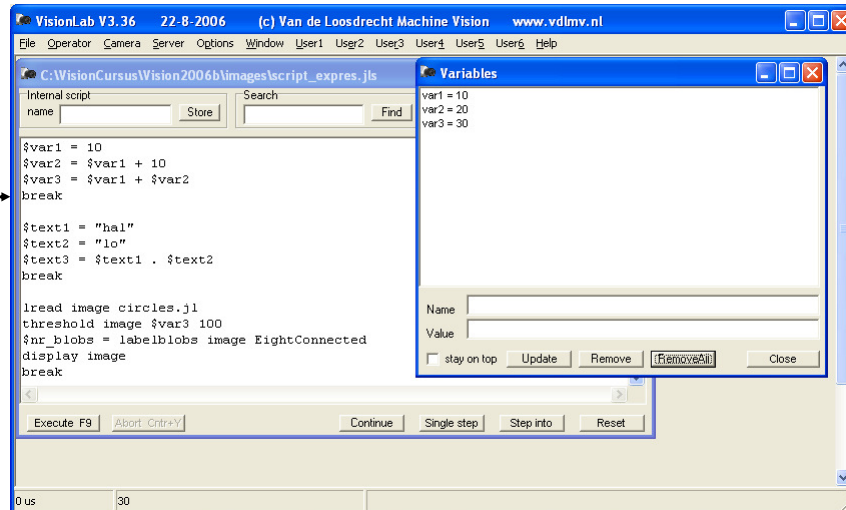 VisionLab V3.36 22-8-2006 (c) Van de Loosdrecht Machine Vision www.vdlmv.nl
File Operator Camera Server Options Window User1 User2 User3 User4 User5 User6 Help
C:\VisionCursus\Vision2006b\images\script_expres.jls
Internal script
name Store
Search
Find
$var1 = 10
$var2 = $var1 + 10
$var3 = $var1 + $var2
break
$text1 = "hal"
$text2 = "lo"
$text3 = $text1 . $text2
break
lread image circles.jl
threshold image $var3 100
$nr_blobs = labelblobs image EightConnected
display image
break
Execute F9 Abort Cntr+Y Continue Single step Step into Reset
Variables
var1 = 10
var2 = 20
var3 = 30
Name
Value
stay on top Update Remove RemoveAll Close
0 us 30